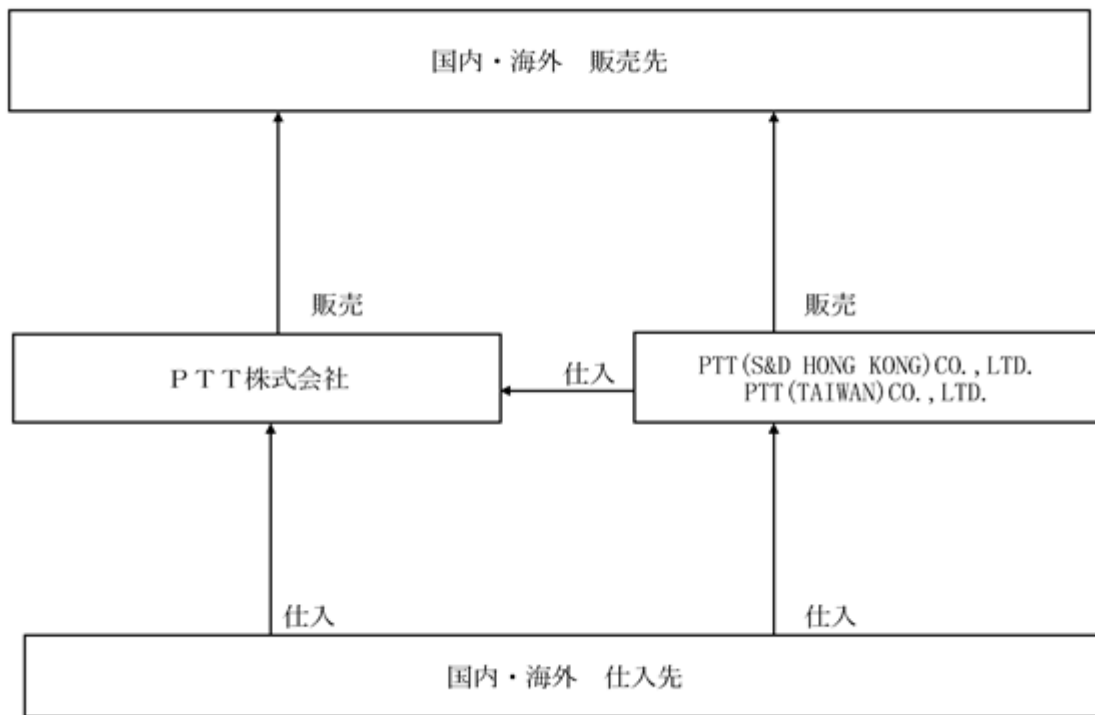 国内・海外　販売先
販売
販売
ＰＴＴ株式会社
仕入
PTT(S&D HONG KONG)CO.,LTD.
PTT(TAIWAN)CO.,LTD.
仕入
仕入
国内・海外　仕入先